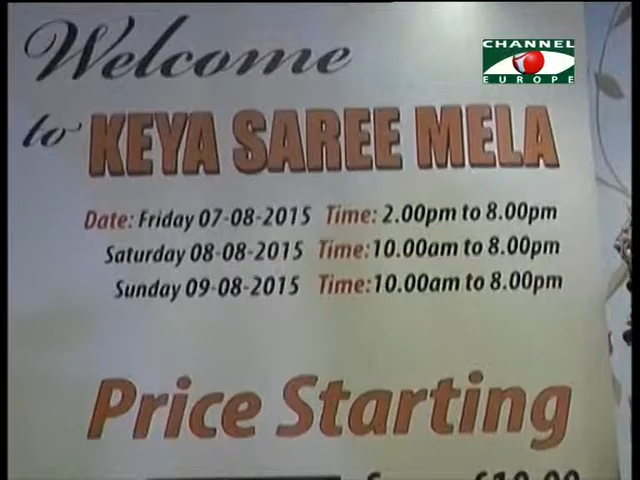 CHANNEL
EUROPE
Welcome
to KEYA SAREE MELA
Date: Friday 07-08-2015 Time: 2.00pm to 8.00pm
Saturday 08-08-2015 Time:10.00am to 8.00pm
Sunday 09-08-2015 Time:10.00am to 8.00pm
Price Starting